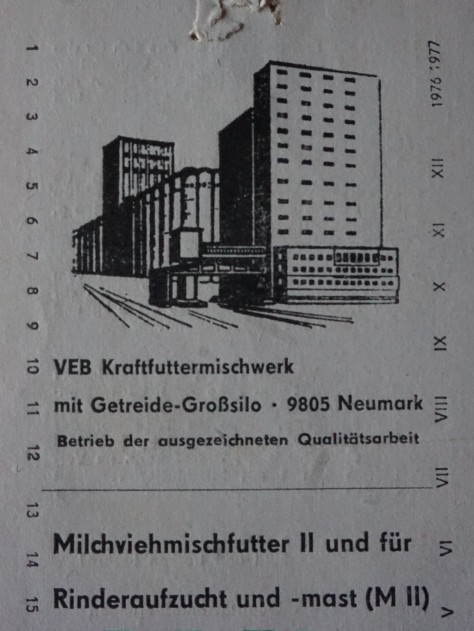 1
2
3
4
5
6
7
8
9
10
11
12
13
14
15
1976 1977
XII
IX
X
XI
VIII
VII
VI
V
VEB Kraftfuttermischwerk
mit Getreide-Großsilo · 9805 Neumark
Betrieb der ausgezeichneten Qualitätsarbeit
Milchviehmischfutter II und für
Rinderaufzucht und -mast (M II)